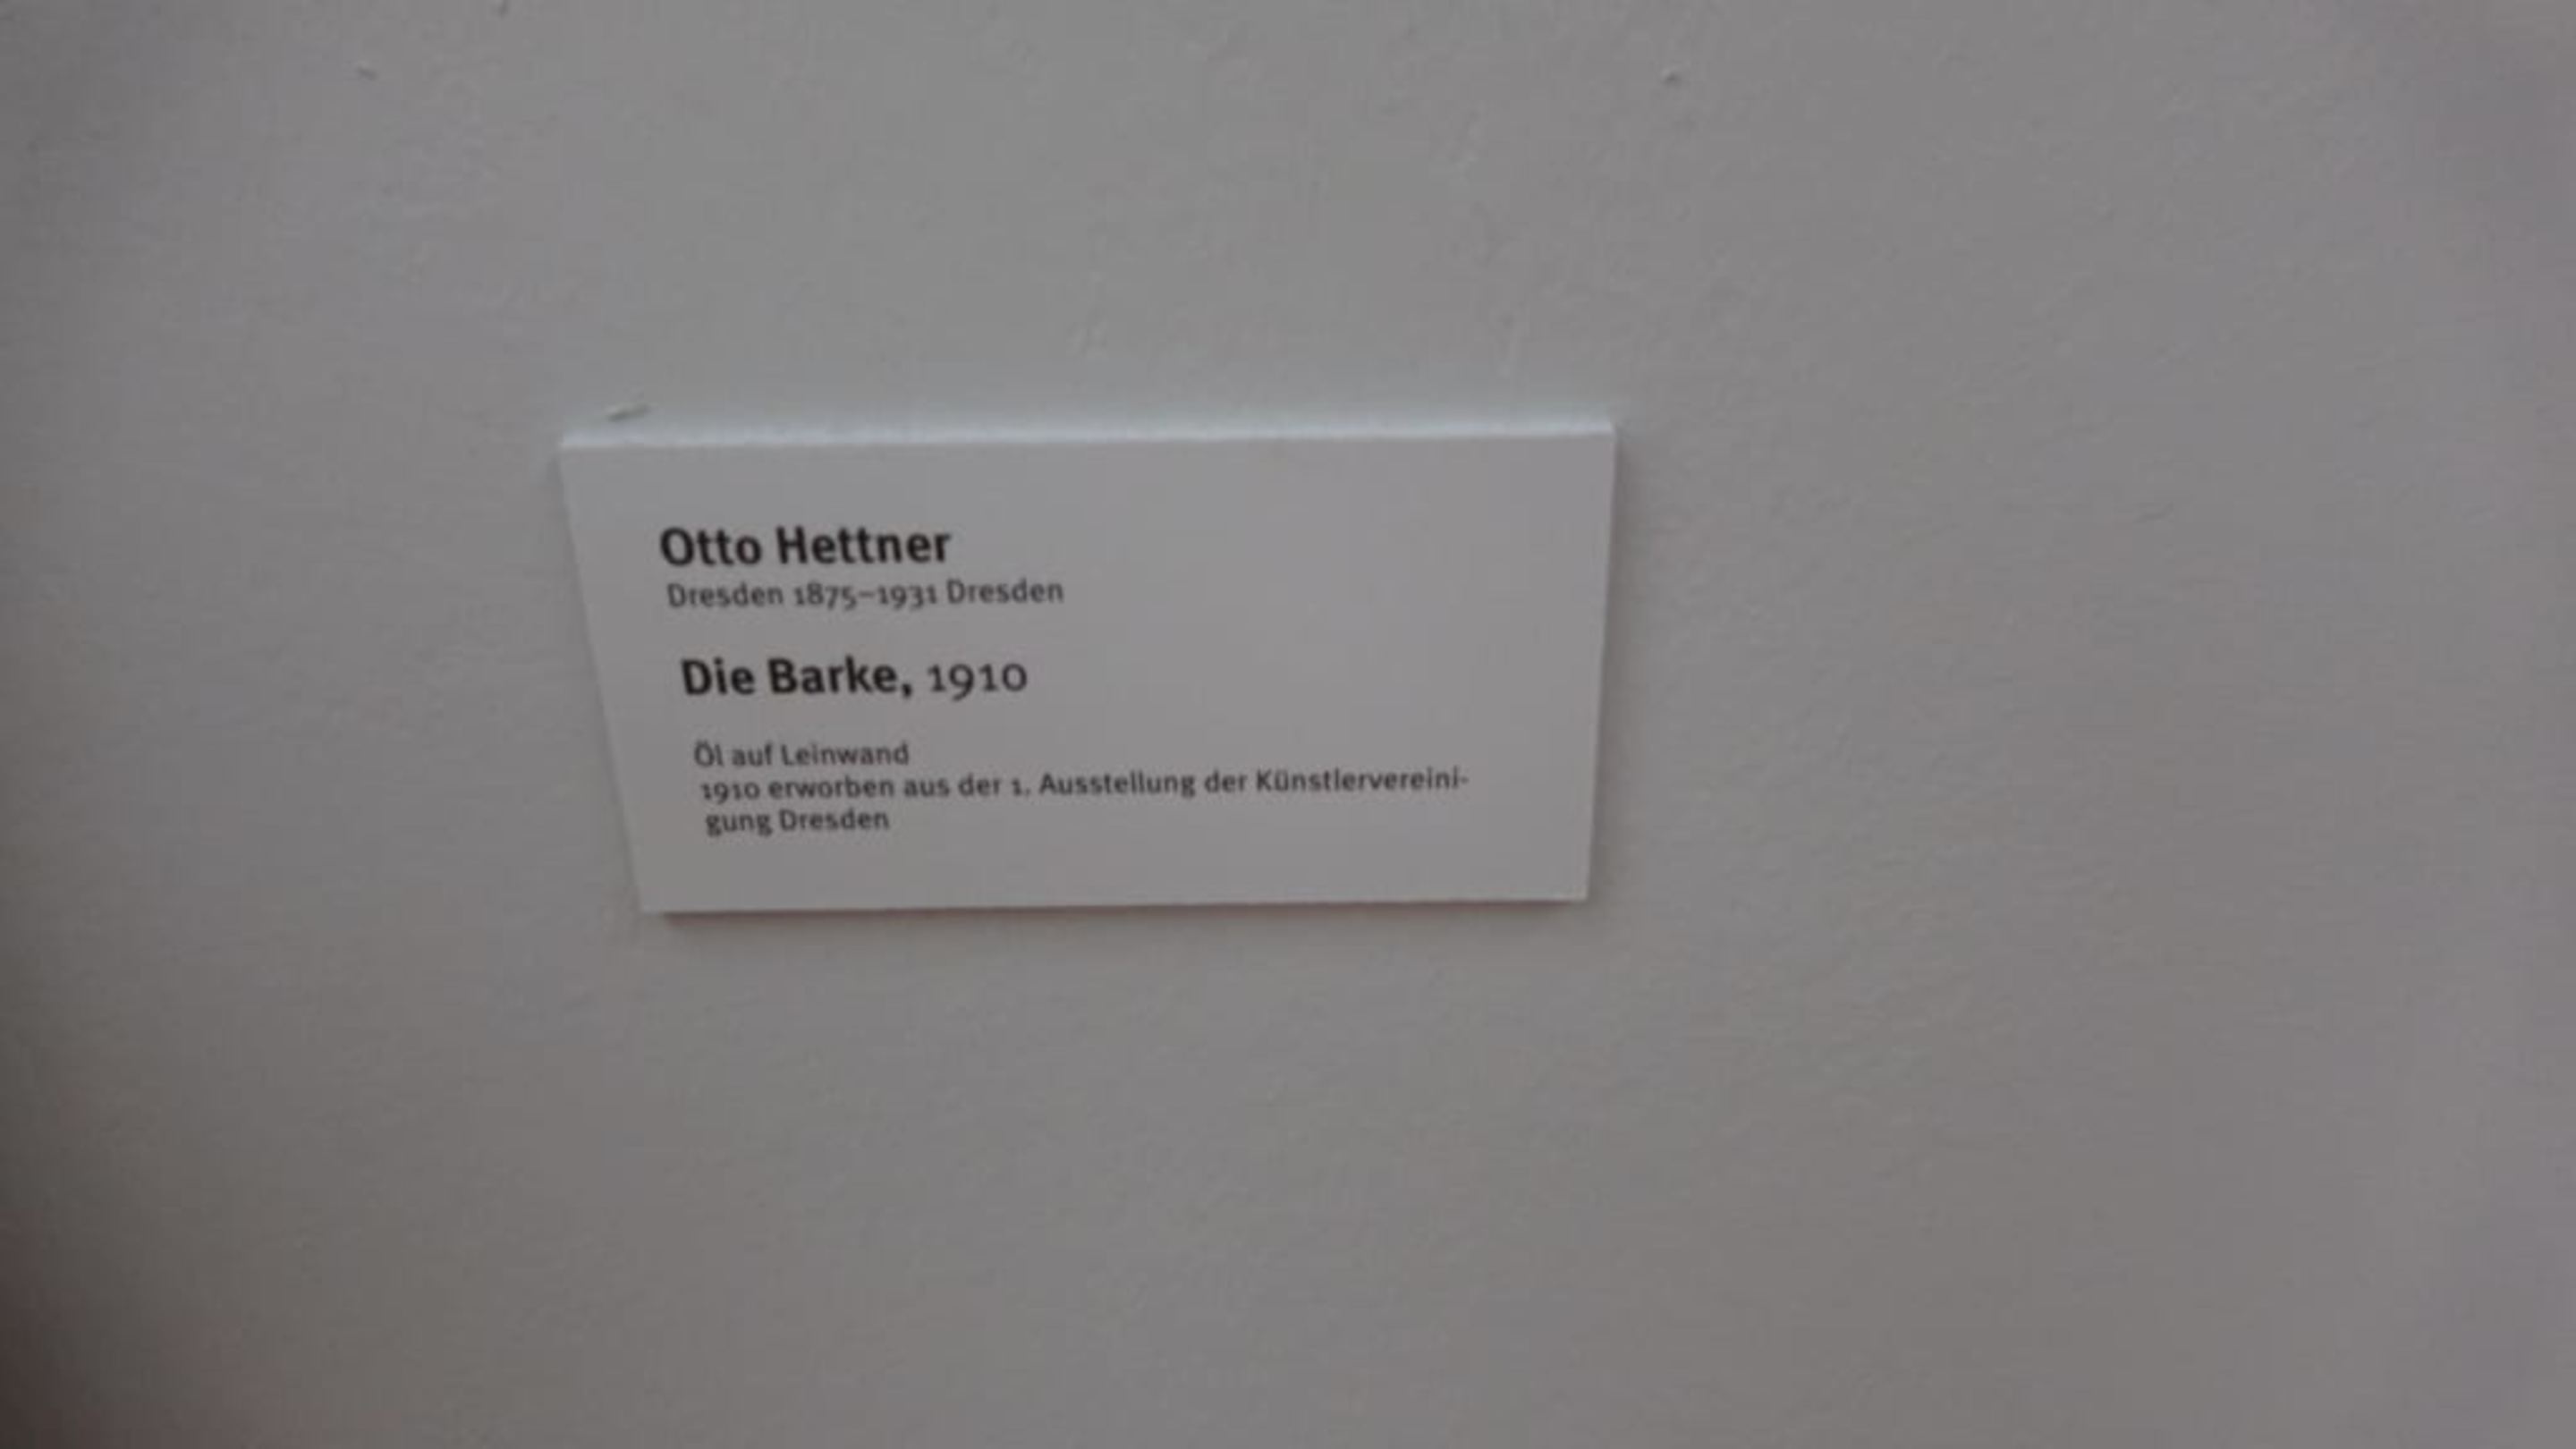 Otto Hettner
Dresden 1875–1931 Dresden
Die Barke, 1910
Öl auf Leinwand
1910 erworben aus der 1. Ausstellung der Künstlervereini-
gung Dresden